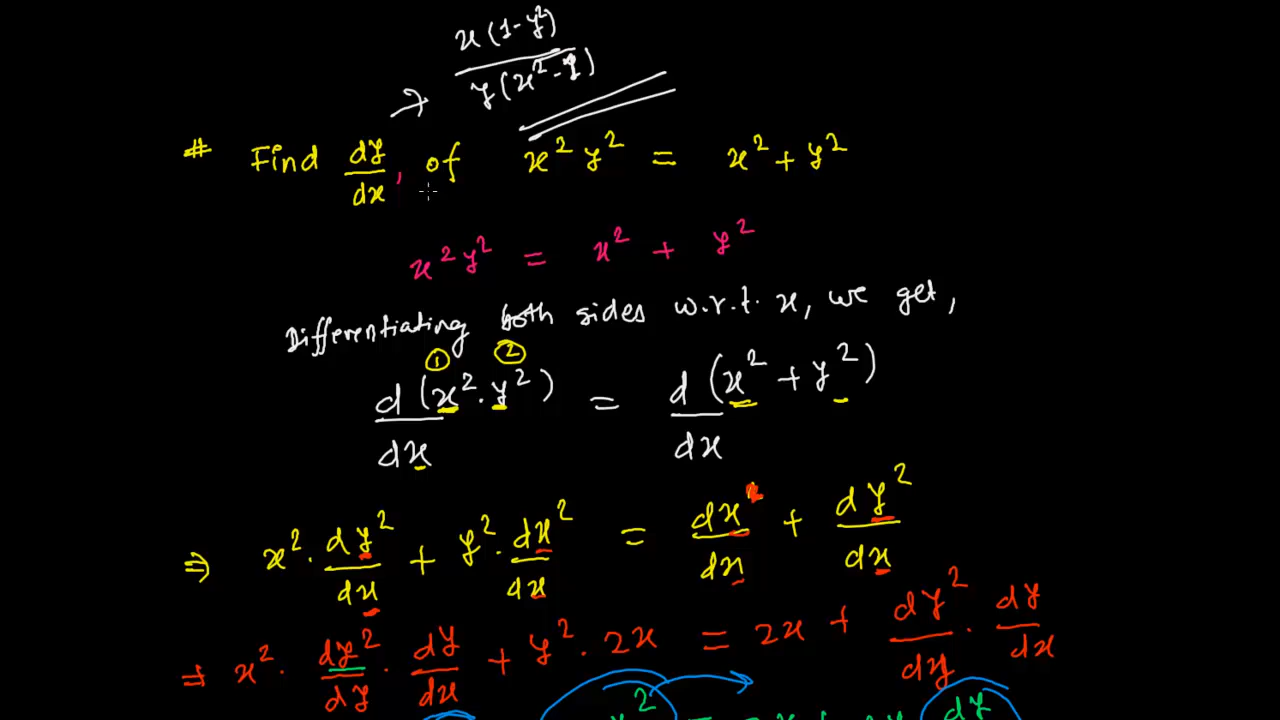 → x(1-y²) / y(x²-1)
# Find dy/dx, of x²y² = x² + y²
x²y² = x² + y²
Differentiating both sides w.r.t. x, we get,
① ②
d(x²·y²)/dx = d(x² + y²)/dx
⇒ x²·dy²/dx + y²·dx²/dx = dx²/dx + dy²/dx
⇒ x²·dy²/dy·dy/dx + y²·2x = 2x + dy²/dy·dy/dx